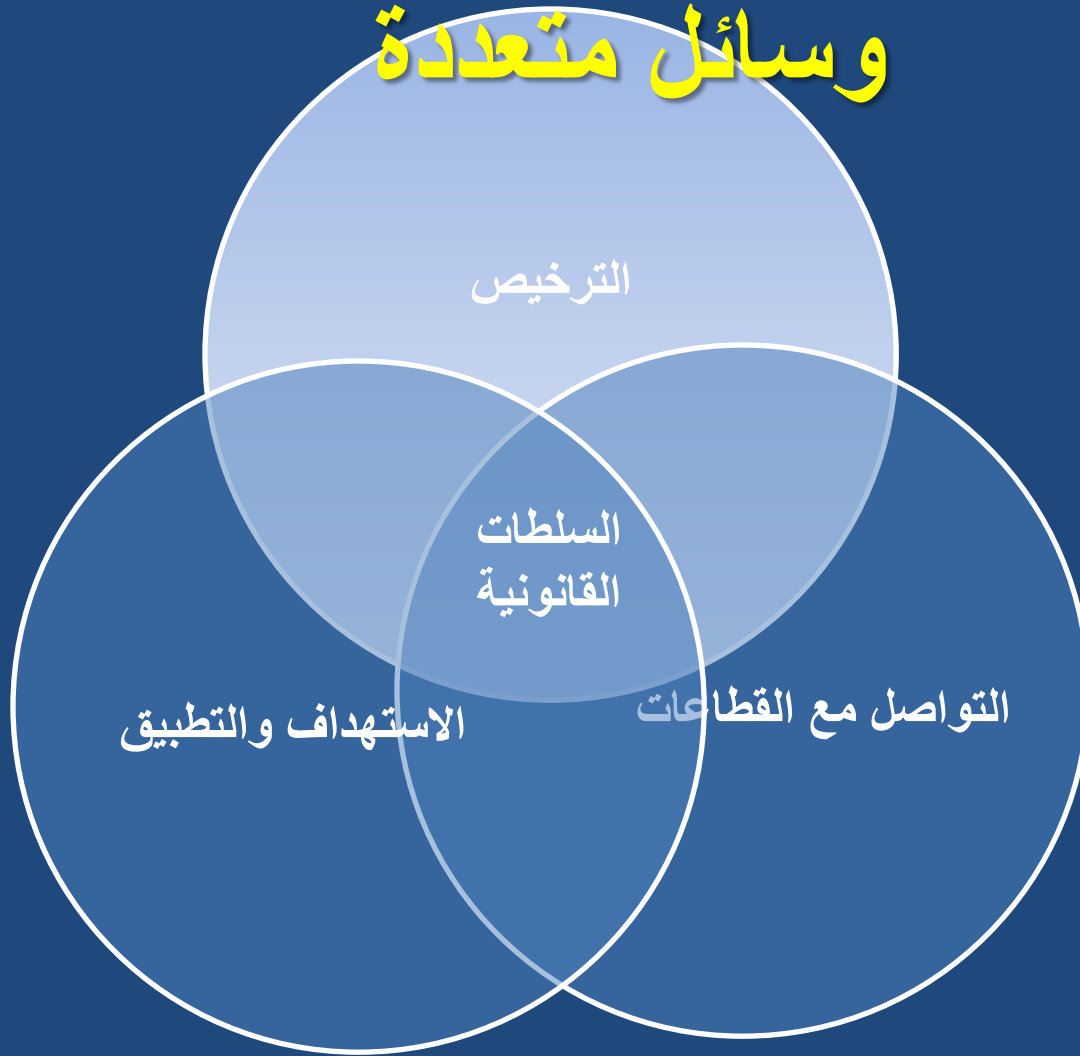 وسائل متعددة
الترخيص
السلطات
القانونية
التواصل مع القطاعات
الاستهداف والتطبيق